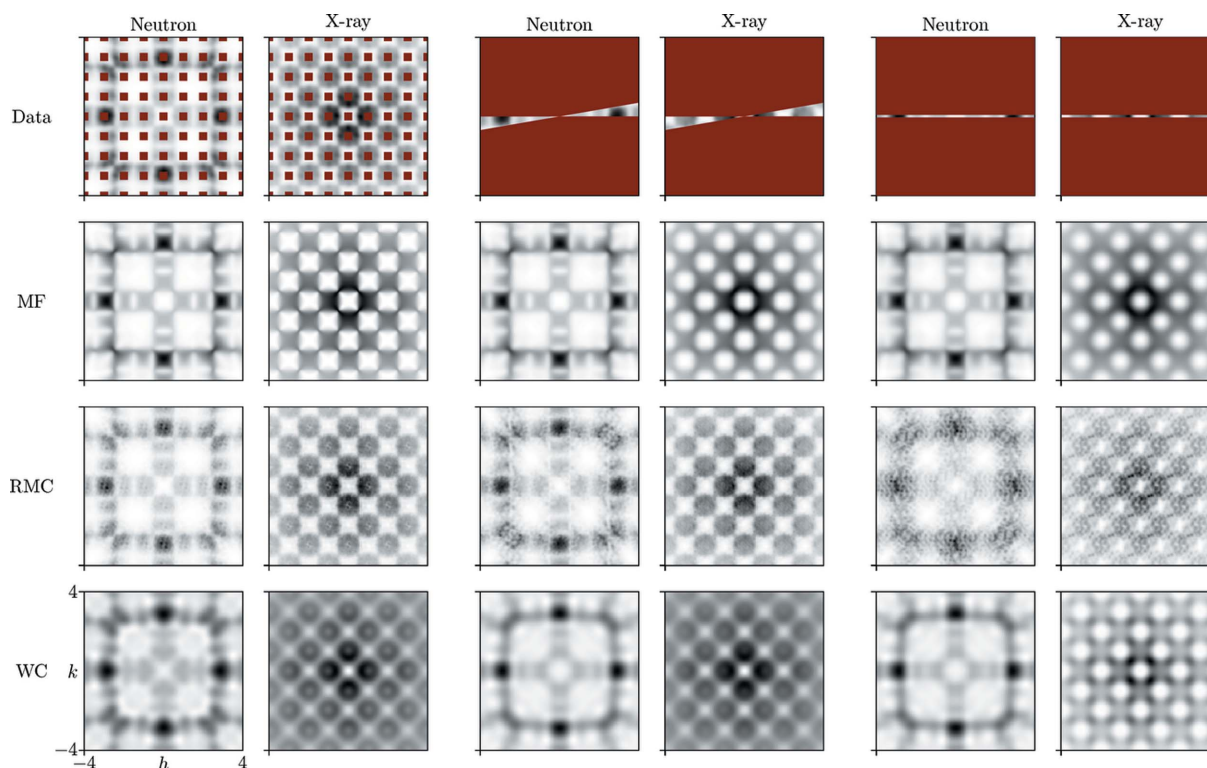 Neutron X-ray Neutron X-ray Neutron X-ray
Data
MF
RMC
4
WC k
−4
−4 h 4